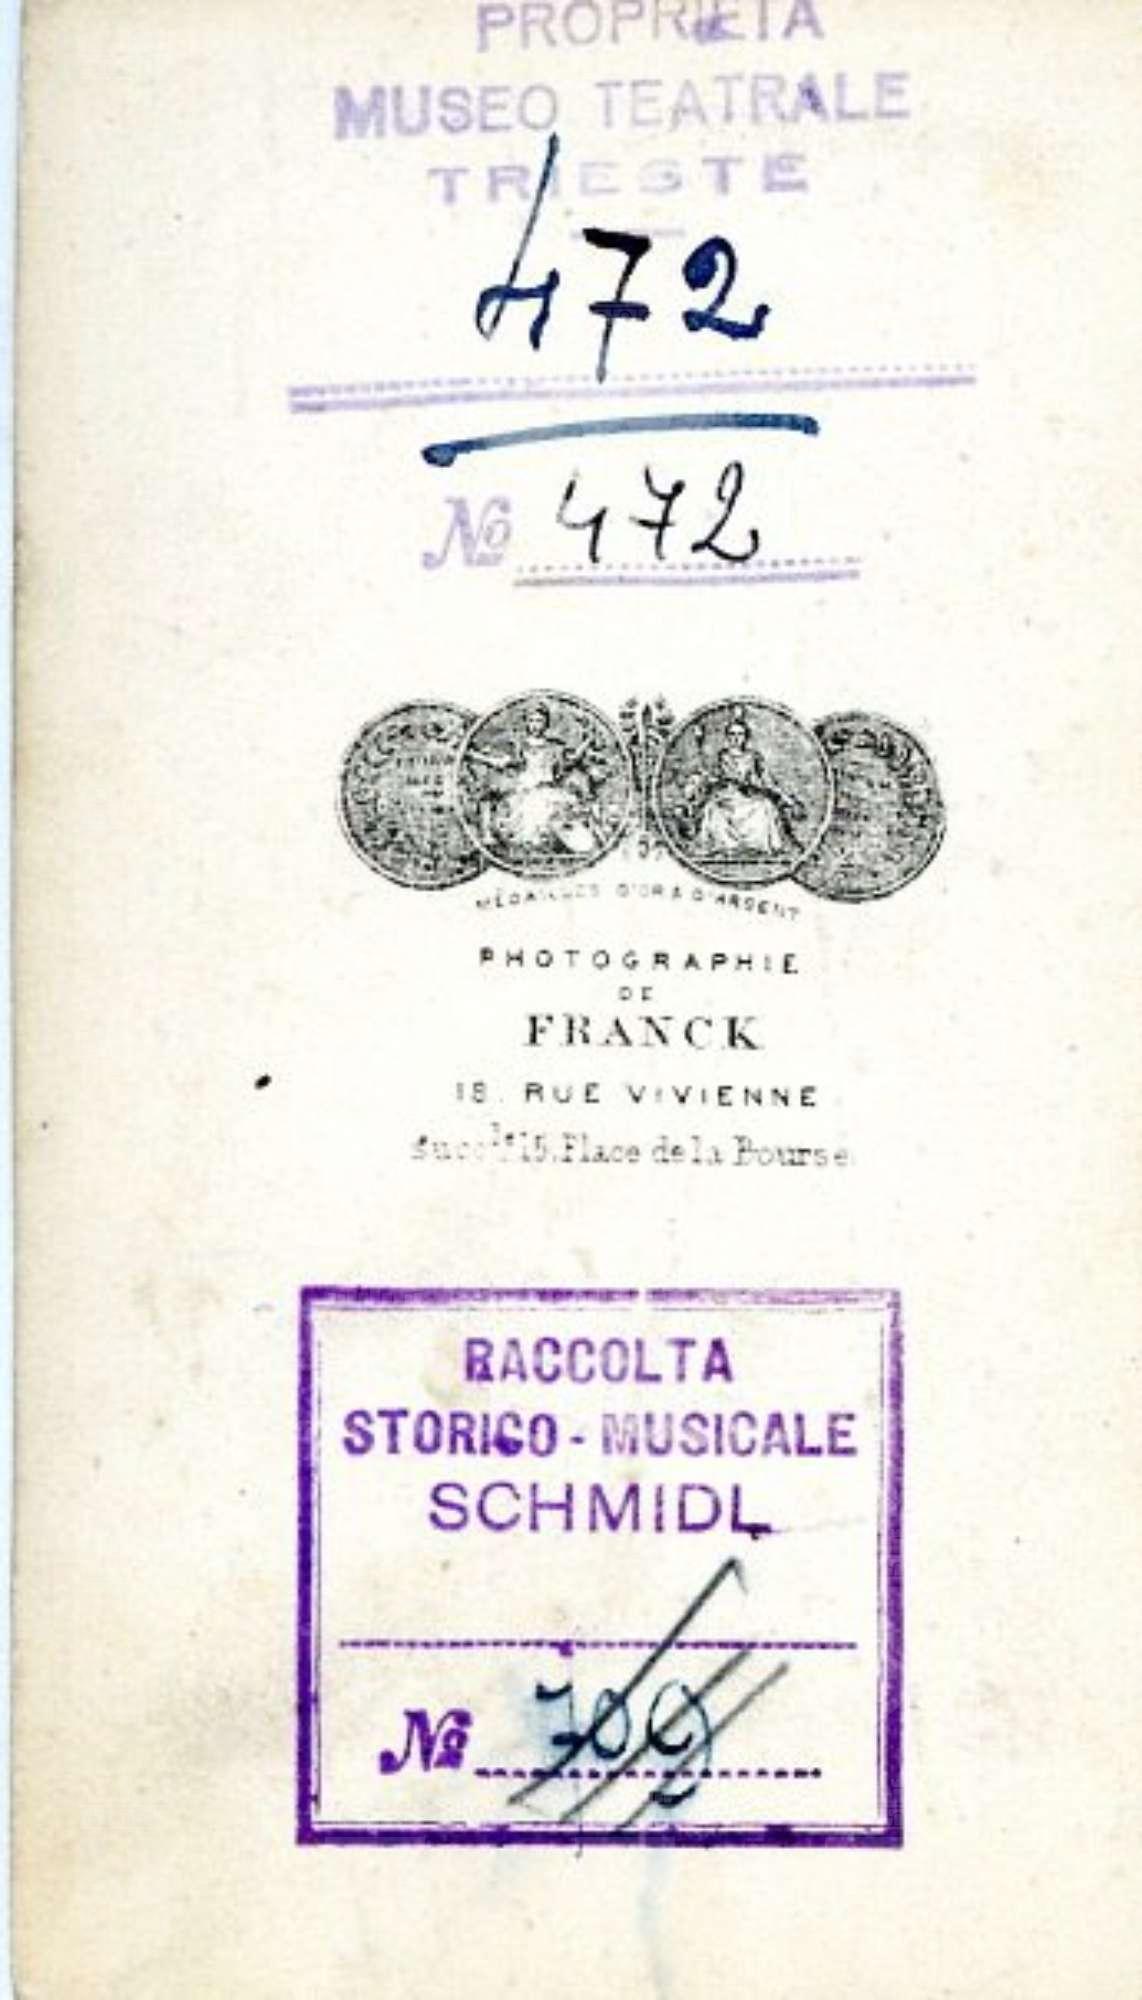 PROPRIETA
MUSEO TEATRALE
TRIESTE
472
No 472
MÉDAILLES D'OR & D'ARGENT
PHOTOGRAPHIE
DE
FRANCK
18. RUE VIVIENNE
15. Place de la Bourse.
RACCOLTA
STORICO-MUSICALE
SCHMIDL
No 709